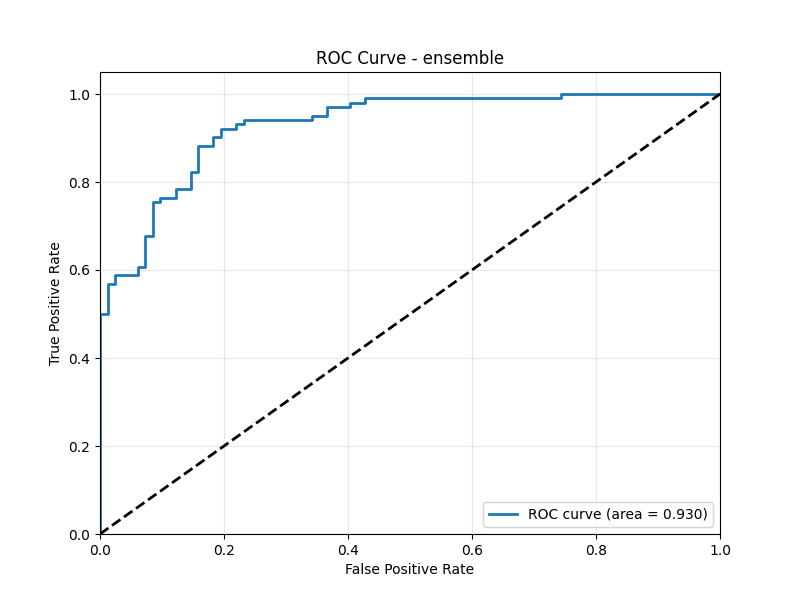 ROC Curve - ensemble
True Positive Rate
1.0
0.8
0.6
0.4
0.2
0.0
ROC curve (area = 0.930)
0.0 0.2 0.4 0.6 0.8 1.0
False Positive Rate